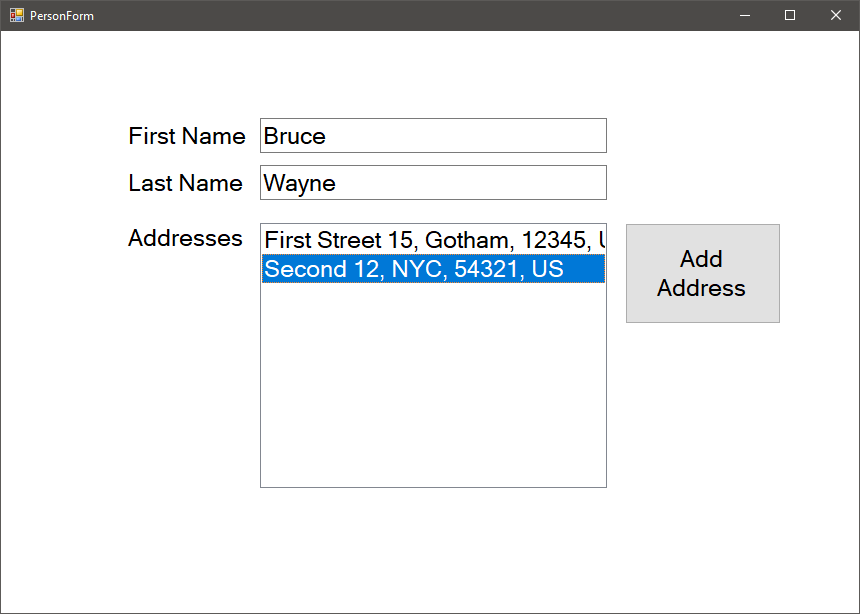 PersonForm
First Name Bruce
Last Name Wayne
Addresses First Street 15, Gotham, 12345,
Second 12, NYC, 54321, US
Add
Address